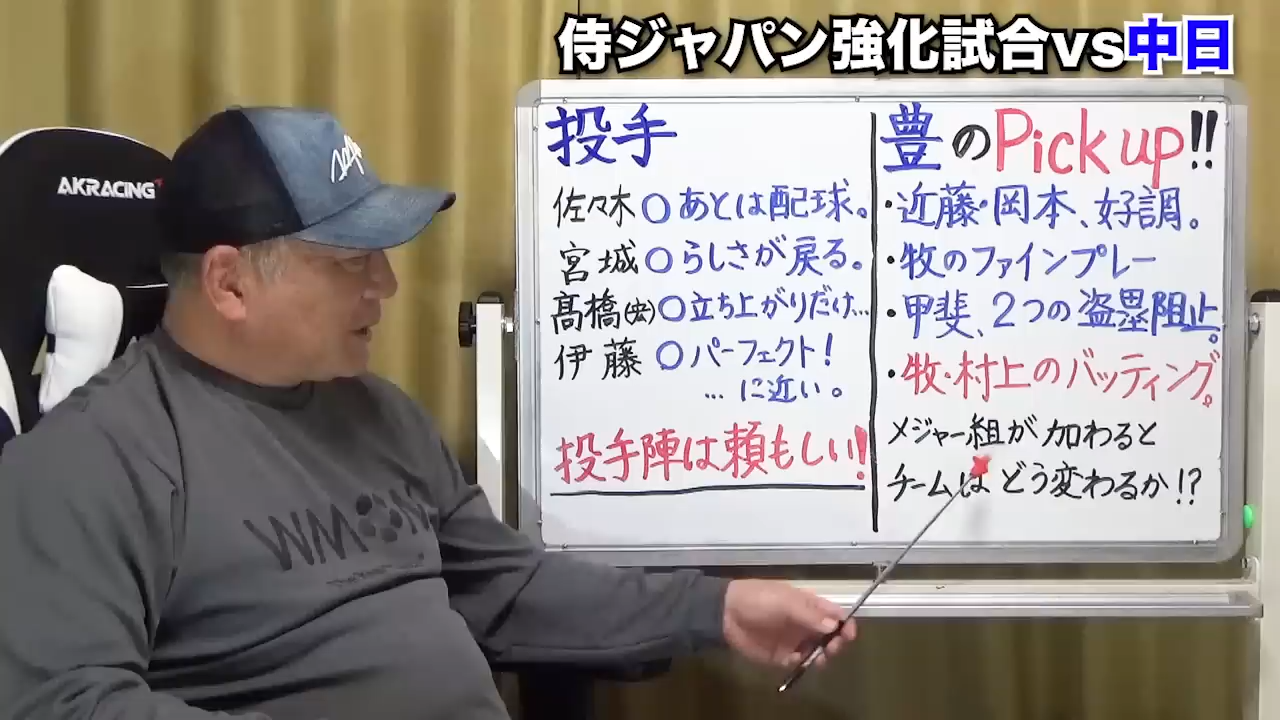 侍ジャパン強化試合vs中日
AKRACING
投手
佐々木〇あとは配球。
宮城〇らしさが戻る。
髙橋(宏)〇立ち上がりだけ…
伊藤〇パーフェクト!
…に近い。
投手陣は頼もしい!
豊のPick up!!
・近藤・岡本、好調。
・牧のファインプレー
・甲斐、2つの盗塁阻止。
・牧・村上のバッティング。
メジャー組が加わると
チームはどう変わるか!?